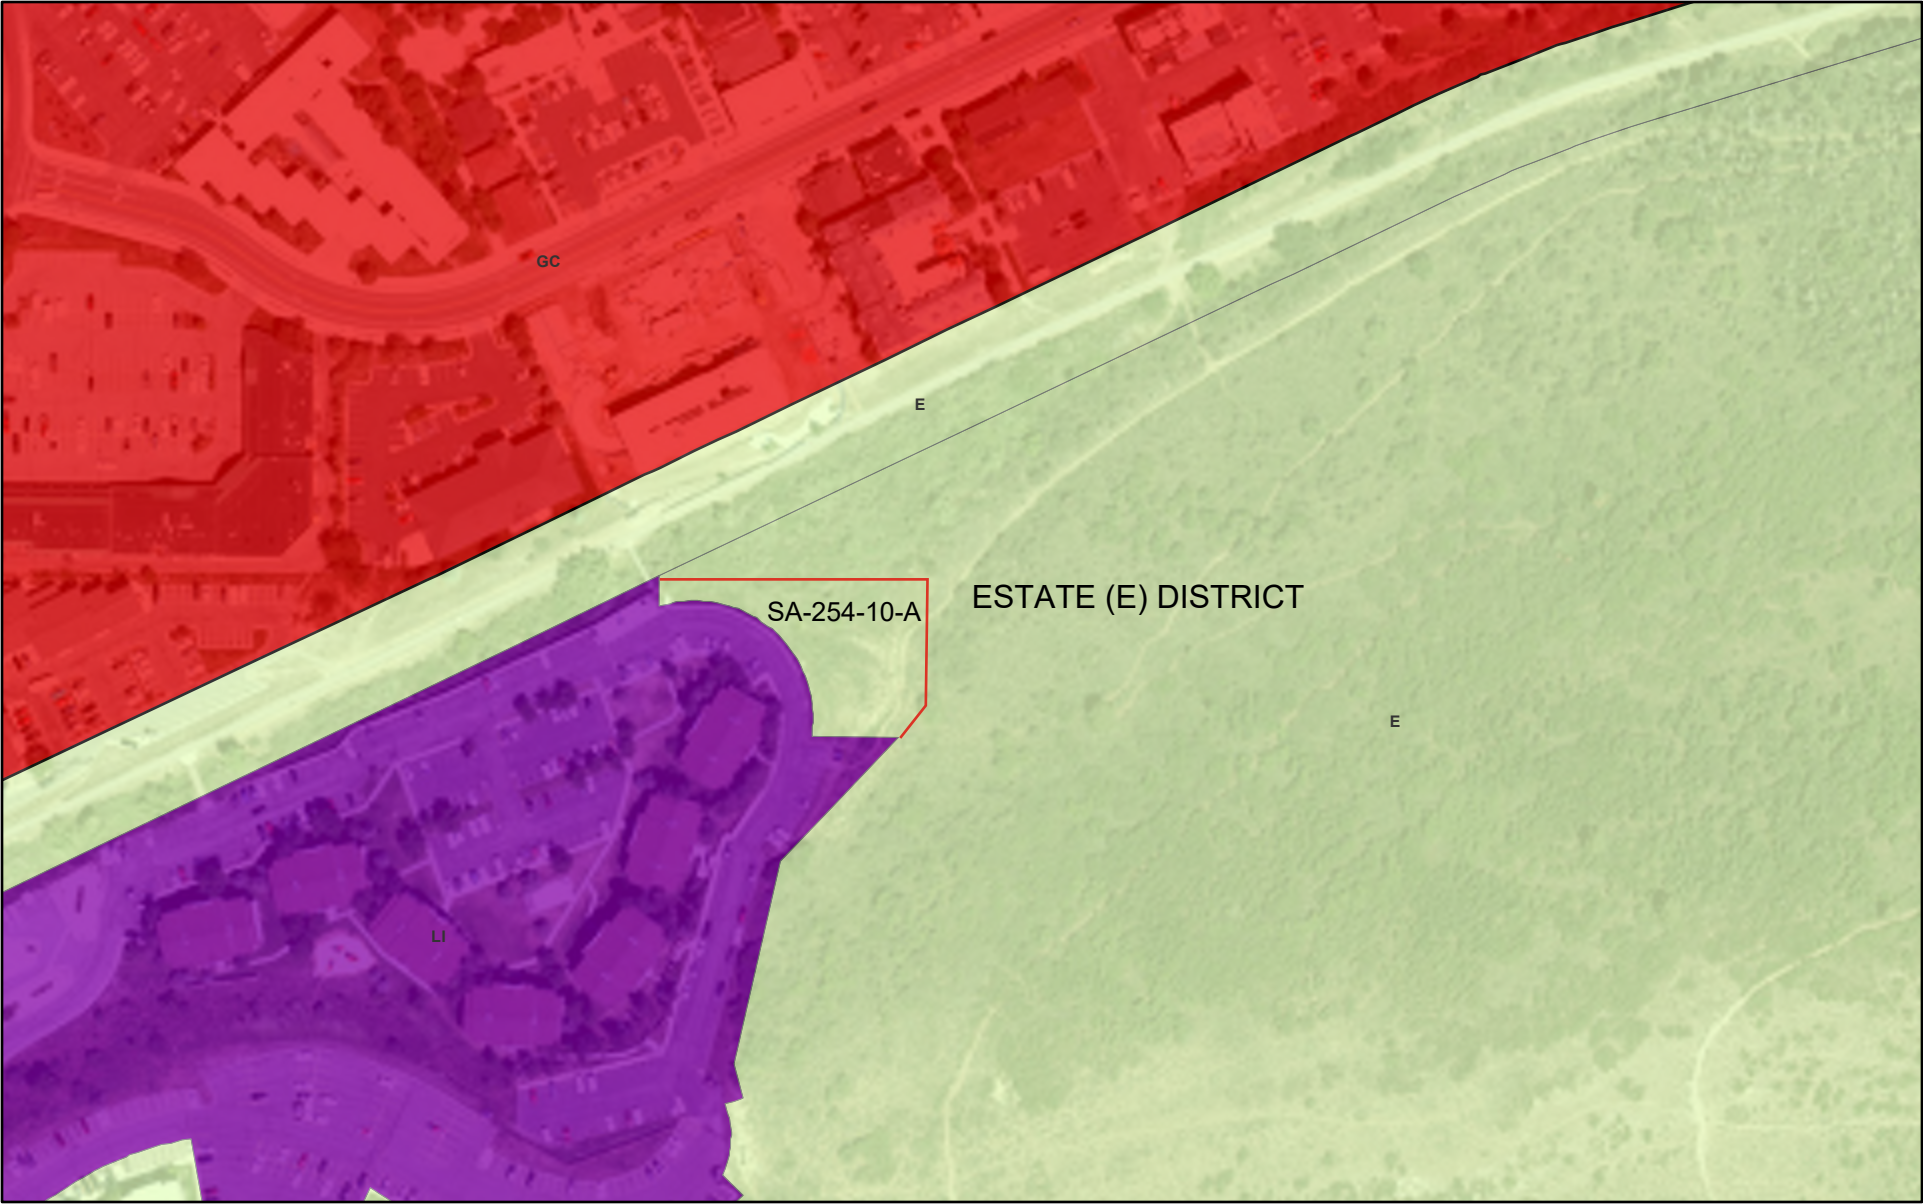 GC
E
ESTATE (E) DISTRICT
SA-254-10-A
E
LI